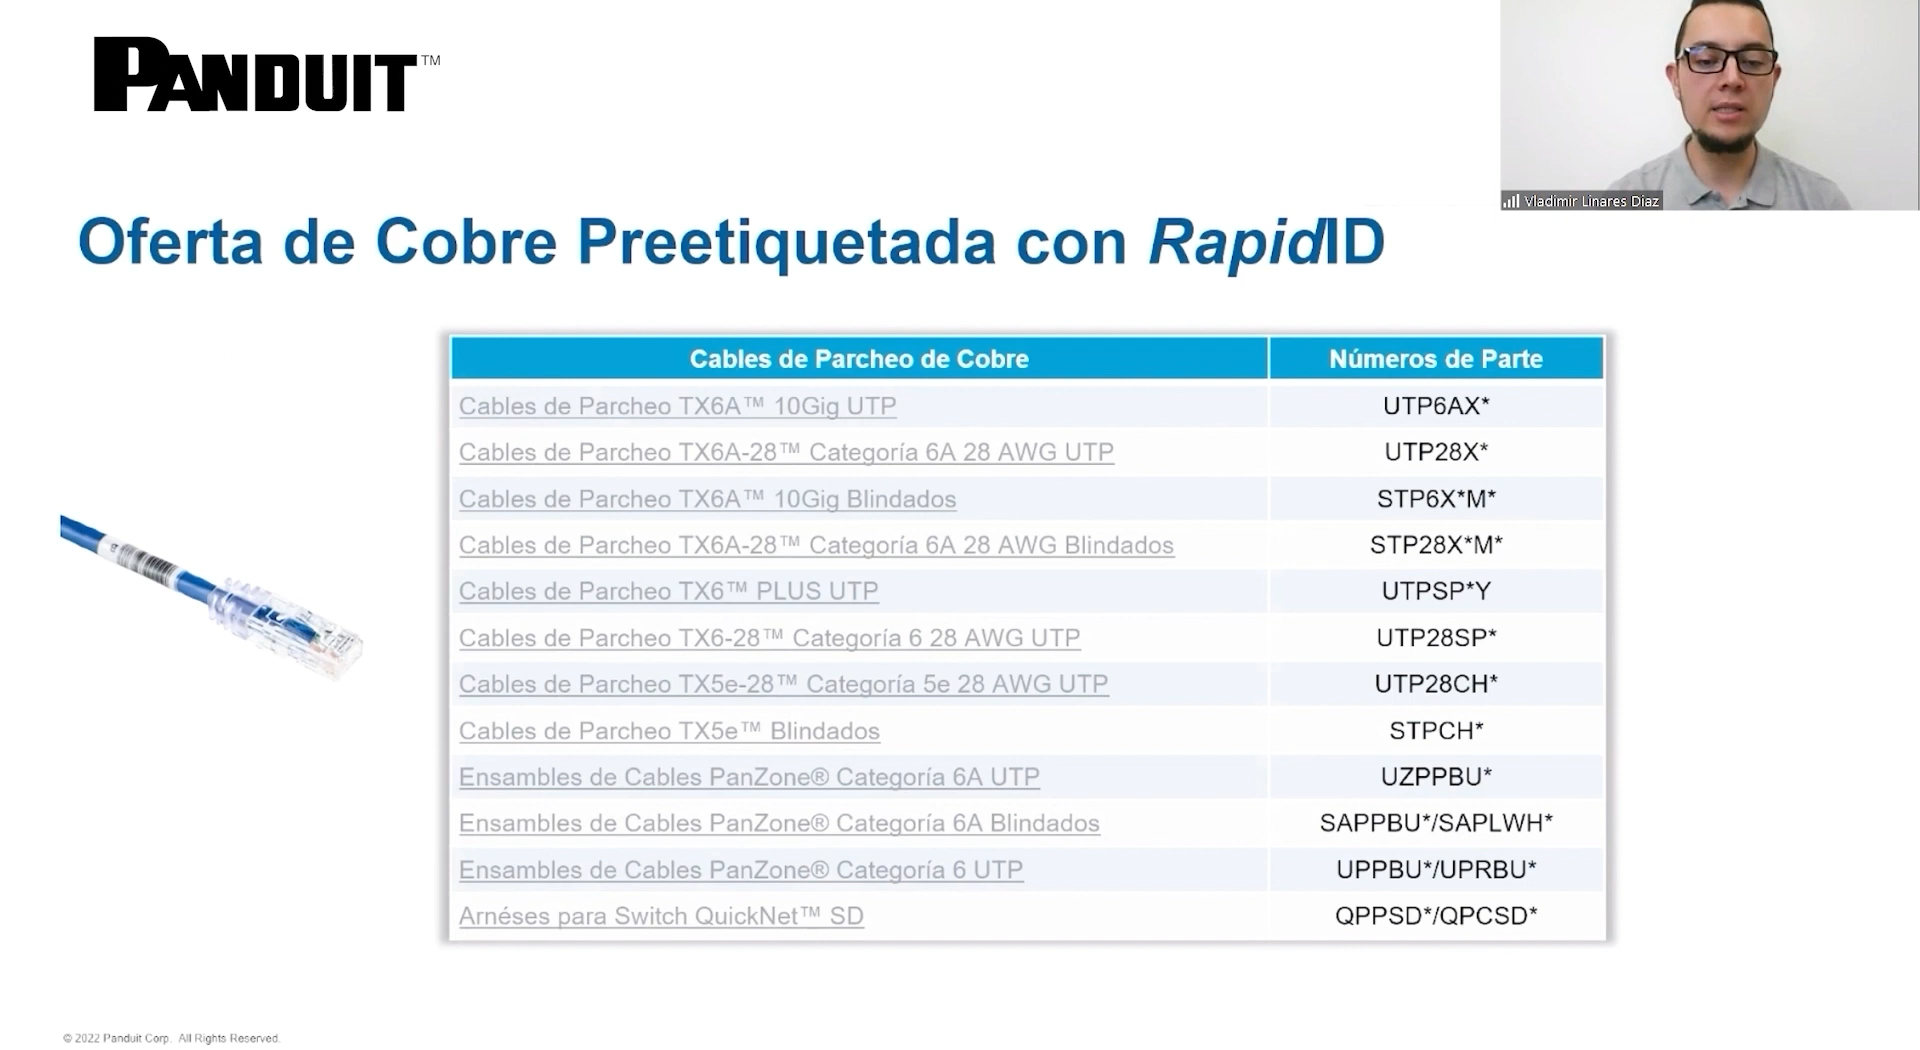 PANDUIT™
Vladimir Linares Diaz
Oferta de Cobre Preetiquetada con RapidID
Cables de Parcheo de Cobre Números de Parte
Cables de Parcheo TX6A™ 10Gig UTP UTP6AX*
Cables de Parcheo TX6A-28™ Categoría 6A 28 AWG UTP UTP28X*
Cables de Parcheo TX6A™ 10Gig Blindados STP6X*M*
Cables de Parcheo TX6A-28™ Categoría 6A 28 AWG Blindados STP28X*M*
Cables de Parcheo TX6™ PLUS UTP UTPSP*Y
Cables de Parcheo TX6-28™ Categoría 6 28 AWG UTP UTP28SP*
Cables de Parcheo TX5e-28™ Categoría 5e 28 AWG UTP UTP28CH*
Cables de Parcheo TX5e™ Blindados STPCH*
Ensambles de Cables PanZone® Categoría 6A UTP UZPPBU*
Ensambles de Cables PanZone® Categoría 6A Blindados SAPPBU*/SAPLWH*
Ensambles de Cables PanZone® Categoría 6 UTP UPPBU*/UPRBU*
Arnéses para Switch QuickNet™ SD QPPSD*/QPCSD*
© 2022 Panduit Corp. All Rights Reserved.